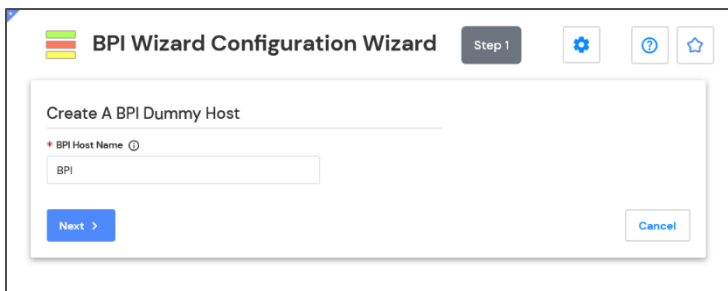 BPI Wizard Configuration Wizard
Step 1
Create A BPI Dummy Host
* BPI Host Name
BPI
Next >
Cancel